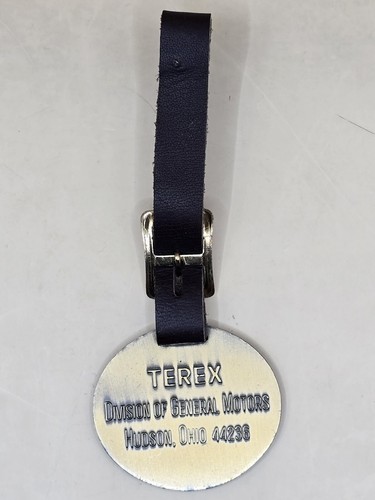 TEREX
DIVISION OF GENERAL MOTORS
HUDSON, OHIO 44236